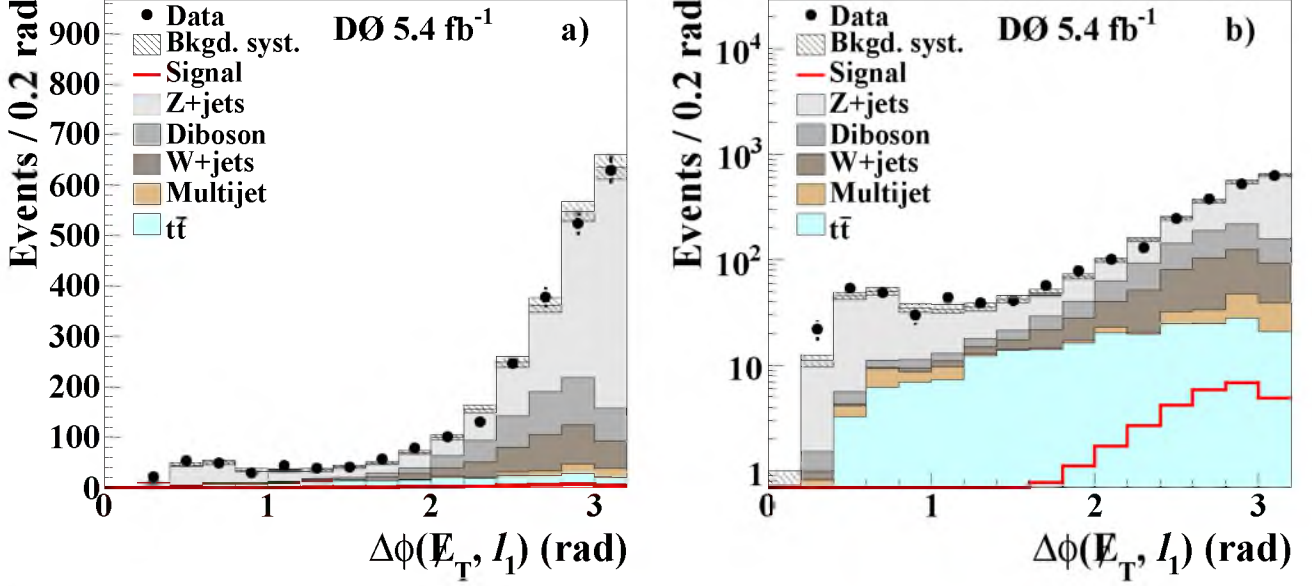 Events / 0.2 rad
900
800
700
600
500
400
300
200
100
0
Data
Bkgd. syst.
Signal
Z+jets
Diboson
W+jets
Multijet
tt̄
DØ 5.4 fb⁻¹
a)
0 1 2 3
Δϕ(E̸_T, l₁) (rad)
Events / 0.2 rad
10⁴
10³
10²
10
1
Data
Bkgd. syst.
Signal
Z+jets
Diboson
W+jets
Multijet
tt̄
DØ 5.4 fb⁻¹
b)
0 1 2 3
Δϕ(E̸_T, l₁) (rad)